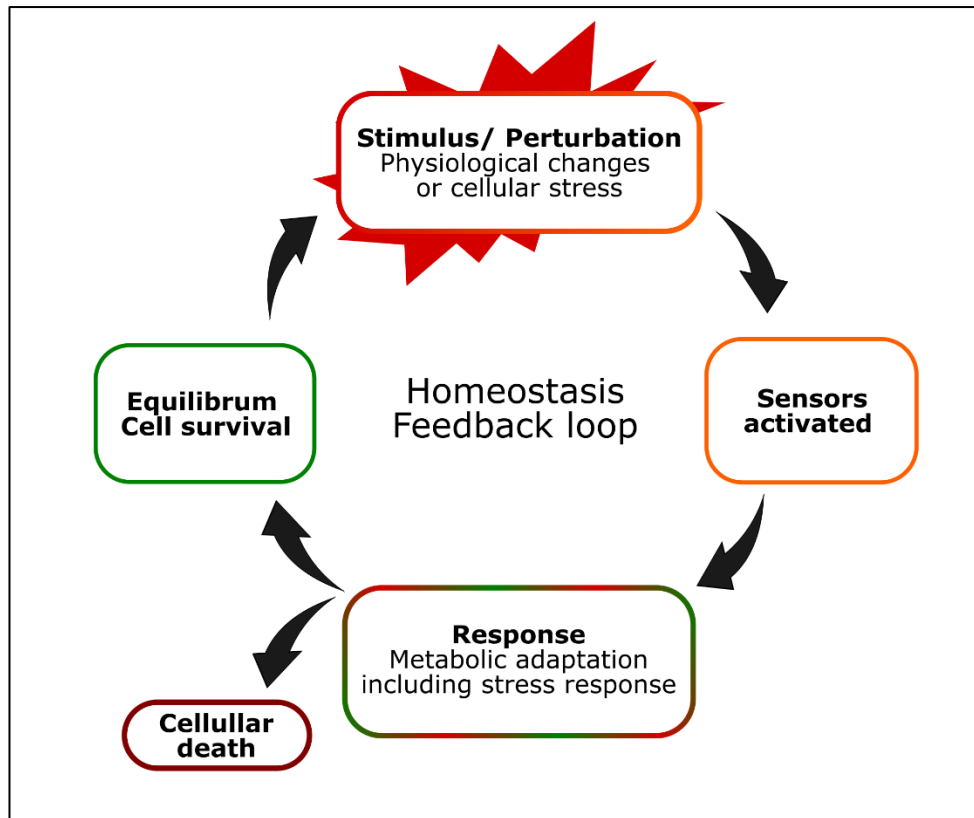 Stimulus/ Perturbation
Physiological changes
or cellular stress
Sensors
activated
Homeostasis
Feedback loop
Equilibrum
Cell survival
Response
Metabolic adaptation
including stress response
Cellullar
death